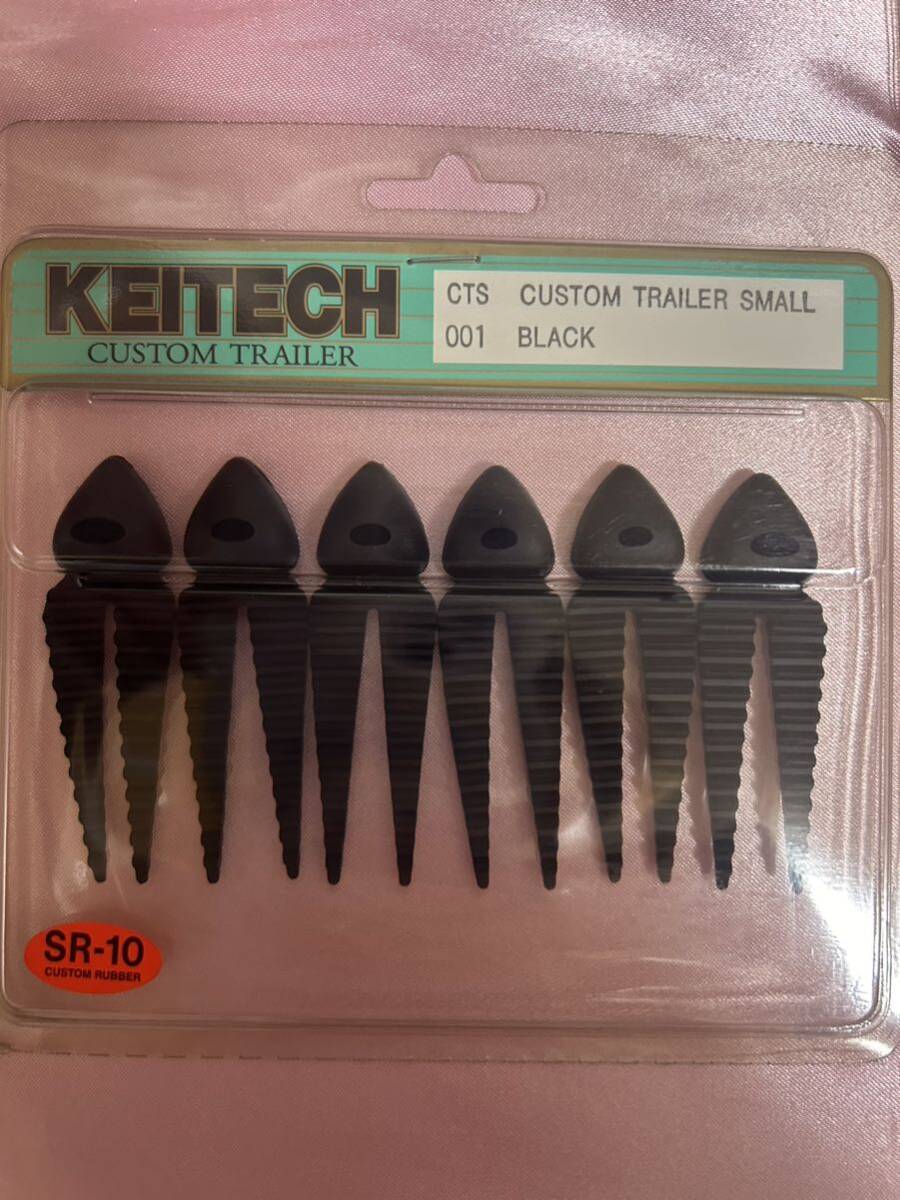 KEITECH
CUSTOM TRAILER
CTS CUSTOM TRAILER SMALL
001 BLACK
SR-10
CUSTOM RUBBER